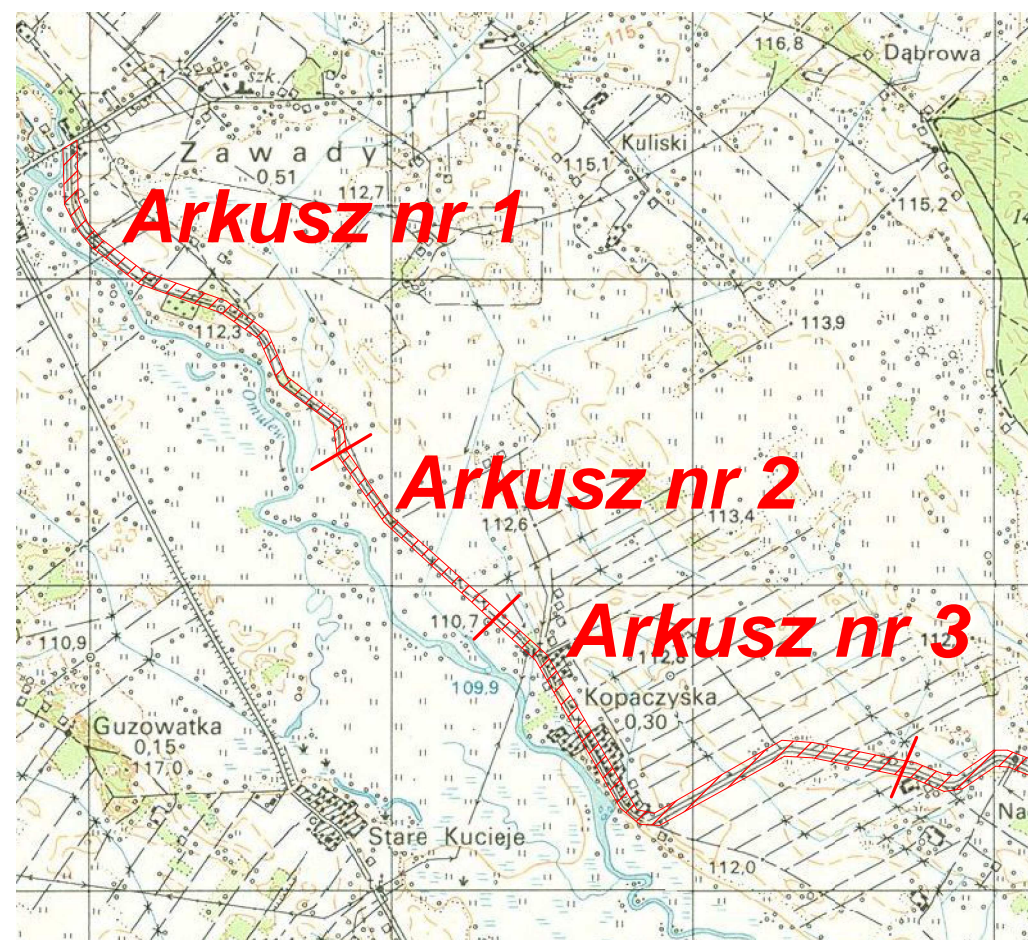 116,8
Dąbrowa
115
szk.
Kuliski
Zawady
0.51
115,1
112,7
115,2
Arkusz nr 1
113,9
112,3
Omulew
Arkusz nr 2
112,6
113,4
110,7
Arkusz nr 3
110,9
112,8
109,9
Kopaczyska
0.30
Guzowatka
0,15
117,0
Na
Stare Kucieje
112,0